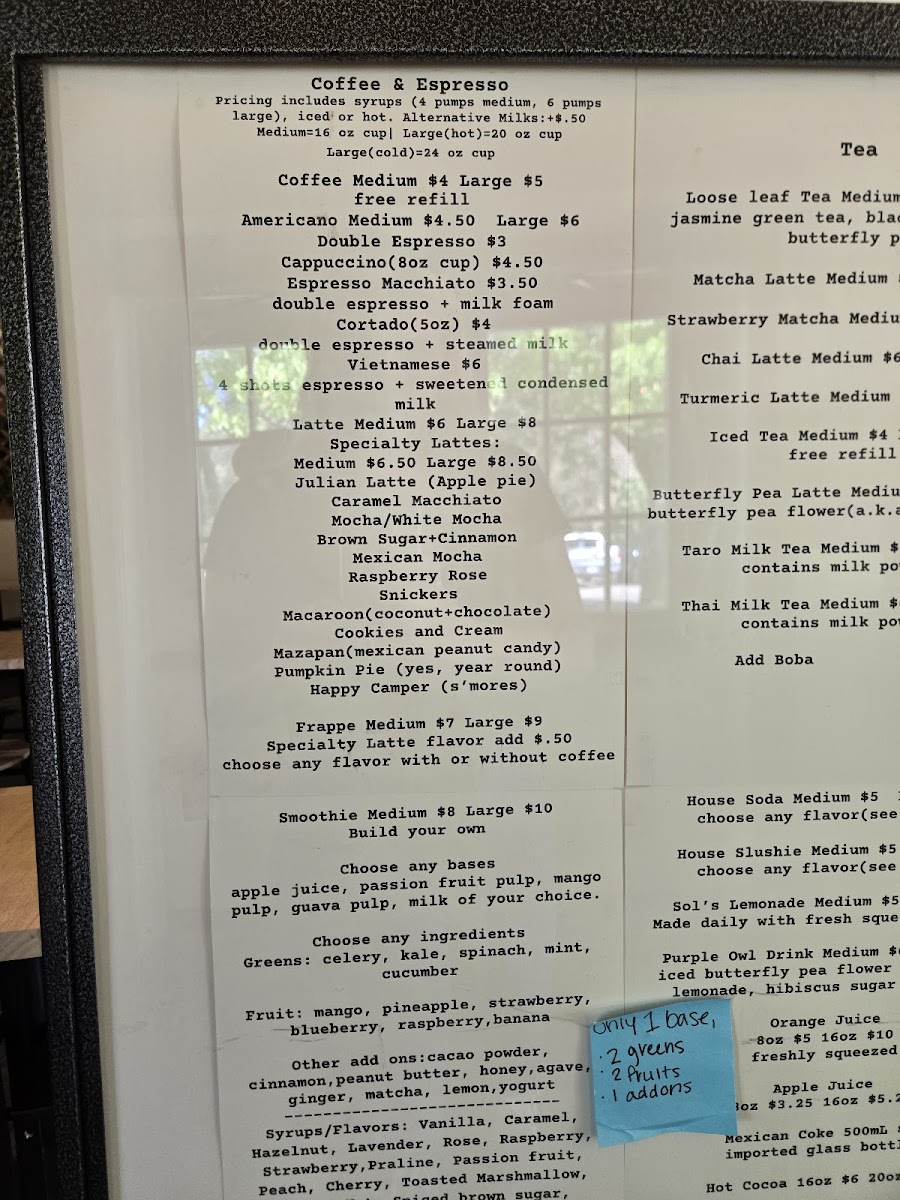 Coffee & Espresso
Pricing includes syrups (4 pumps medium, 6 pumps
large), iced or hot. Alternative Milks:+$.50
Medium=16 oz cup| Large(hot)=20 oz cup
Large(cold)=24 oz cup
Coffee Medium $4 Large $5
free refill
Americano Medium $4.50 Large $6
Double Espresso $3
Cappuccino(8oz cup) $4.50
Espresso Macchiato $3.50
double espresso + milk foam
Cortado(5oz) $4
double espresso + steamed milk
Vietnamese $6
4 shots espresso + sweetened condensed
milk
Latte Medium $6 Large $8
Specialty Lattes:
Medium $6.50 Large $8.50
Julian Latte (Apple pie)
Caramel Macchiato
Mocha/White Mocha
Brown Sugar+Cinnamon
Mexican Mocha
Raspberry Rose
Snickers
Macaroon(coconut+chocolate)
Cookies and Cream
Mazapan(mexican peanut candy)
Pumpkin Pie (yes, year round)
Happy Camper (s'mores)
Frappe Medium $7 Large $9
Specialty Latte flavor add $.50
choose any flavor with or without coffee
Smoothie Medium $8 Large $10
Build your own
Choose any bases
apple juice, passion fruit pulp, mango
pulp, guava pulp, milk of your choice.
Choose any ingredients
Greens: celery, kale, spinach, mint,
cucumber
Fruit: mango, pineapple, strawberry,
blueberry, raspberry,banana
Other add ons:cacao powder,
cinnamon,peanut butter, honey,agave,
ginger, matcha, lemon,yogurt
Syrups/Flavors: Vanilla, Caramel,
Hazelnut, Lavender, Rose, Raspberry,
Strawberry,Praline, Passion fruit,
Peach, Cherry, Toasted Marshmallow,
Spiced brown sugar,
Tea
Loose leaf Tea Medium
jasmine green tea,
butterfly
Matcha Latte Medium
Strawberry Matcha
Chai Latte Medium $6
Turmeric Latte Medium
Iced Tea Medium $4
free refill
Butterfly Pea Latte
butterfly pea flower(a.k.a
Taro Milk Tea Medium
contains milk
Thai Milk Tea Medium
contains milk
Add Boba
House Soda Medium $5
choose any flavor(see
House Slushie Medium $5
choose any flavor(see
Sol's Lemonade Medium $5
Made daily with fresh
Purple Owl Drink Medium
iced butterfly pea flower
lemonade, hibiscus sugar
Orange Juice
8oz $5 16oz $10
freshly squeezed
Apple Juice
$3.25 16oz
Mexican Coke 500mL
imported glass
Hot Cocoa 16oz $6
only 1 base,
· 2 greens
· 2 fruits
· 1 addons